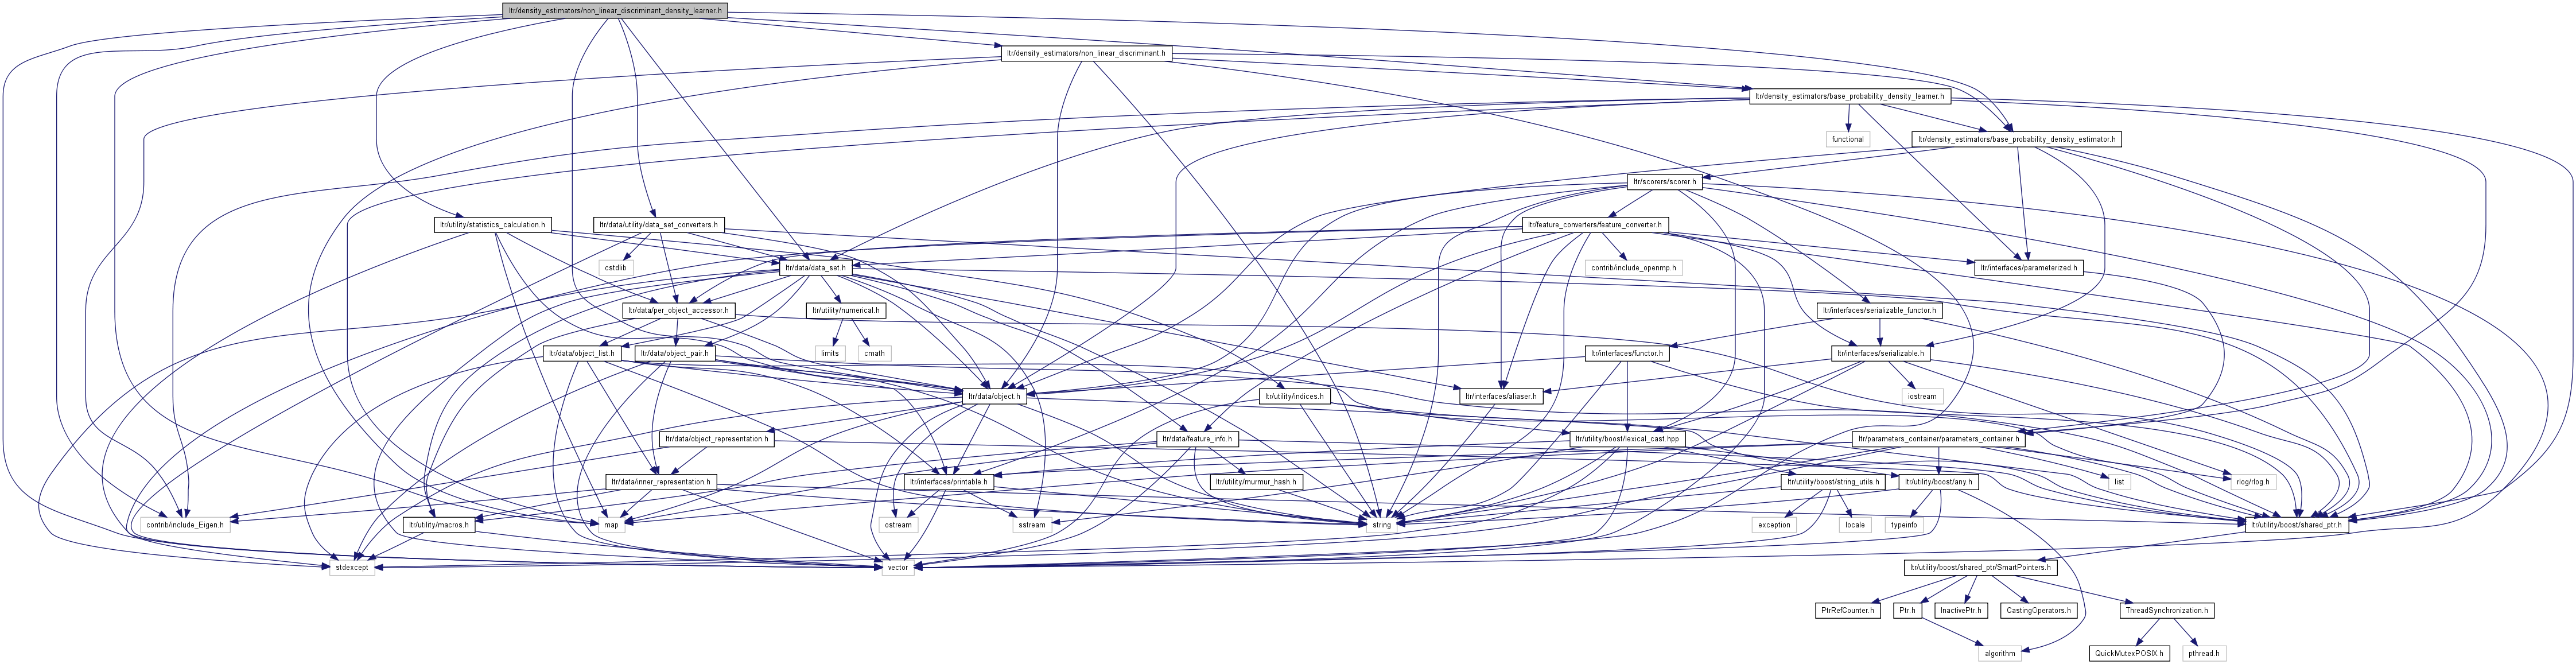 ltr/density_estimators/non_linear_discriminant_density_learner.h
ltr/density_estimators/non_linear_discriminant.h
ltr/density_estimators/base_probability_density_learner.h
functional
ltr/density_estimators/base_probability_density_estimator.h
ltr/scorers/scorer.h
ltr/utility/statistics_calculation.h
ltr/data/utility/data_set_converters.h
ltr/feature_converters/feature_converter.h
cstdlib
ltr/data/data_set.h
contrib/include_openmp.h
ltr/interfaces/parameterized.h
ltr/data/per_object_accessor.h
ltr/utility/numerical.h
ltr/interfaces/serializable_functor.h
ltr/data/object_list.h
ltr/data/object_pair.h
limits
cmath
ltr/interfaces/functor.h
ltr/interfaces/serializable.h
ltr/data/object.h
ltr/utility/indices.h
ltr/interfaces/aliaser.h
iostream
ltr/data/object_representation.h
ltr/data/feature_info.h
ltr/utility/boost/lexical_cast.hpp
ltr/parameters_container/parameters_container.h
ltr/data/inner_representation.h
ltr/interfaces/printable.h
ltr/utility/murmur_hash.h
ltr/utility/boost/string_utils.h
ltr/utility/boost/any.h
list
rlog/rlog.h
contrib/include_Eigen.h
ltr/utility/macros.h
map
ostream
sstream
string
exception
locale
typeinfo
ltr/utility/boost/shared_ptr.h
stdexcept
vector
ltr/utility/boost/shared_ptr/SmartPointers.h
PtrRefCounter.h
Ptr.h
InactivePtr.h
CastingOperators.h
ThreadSynchronization.h
algorithm
QuickMutexPOSIX.h
pthread.h